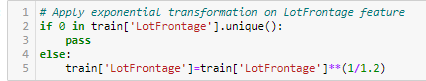 1 # Apply exponential transformation on LotFrontage feature
2 if 0 in train['LotFrontage'].unique():
3     pass
4 else:
5     train['LotFrontage']=train['LotFrontage']**(1/1.2)